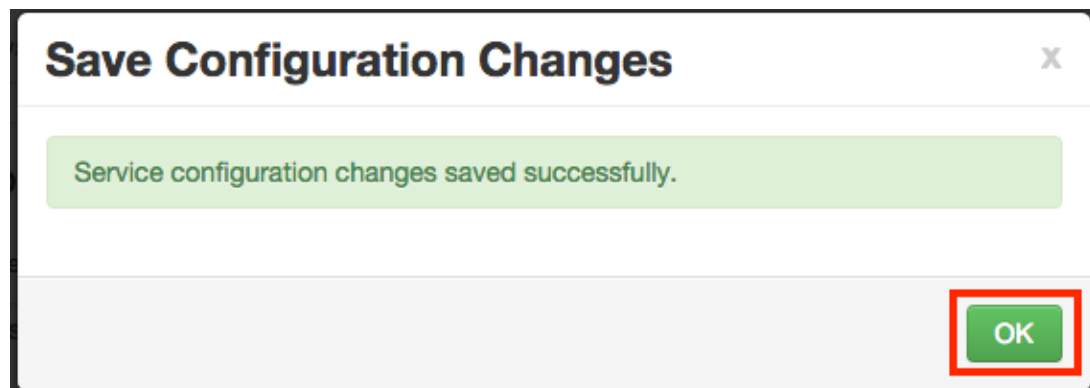 Save Configuration Changes
x
Service configuration changes saved successfully.
OK